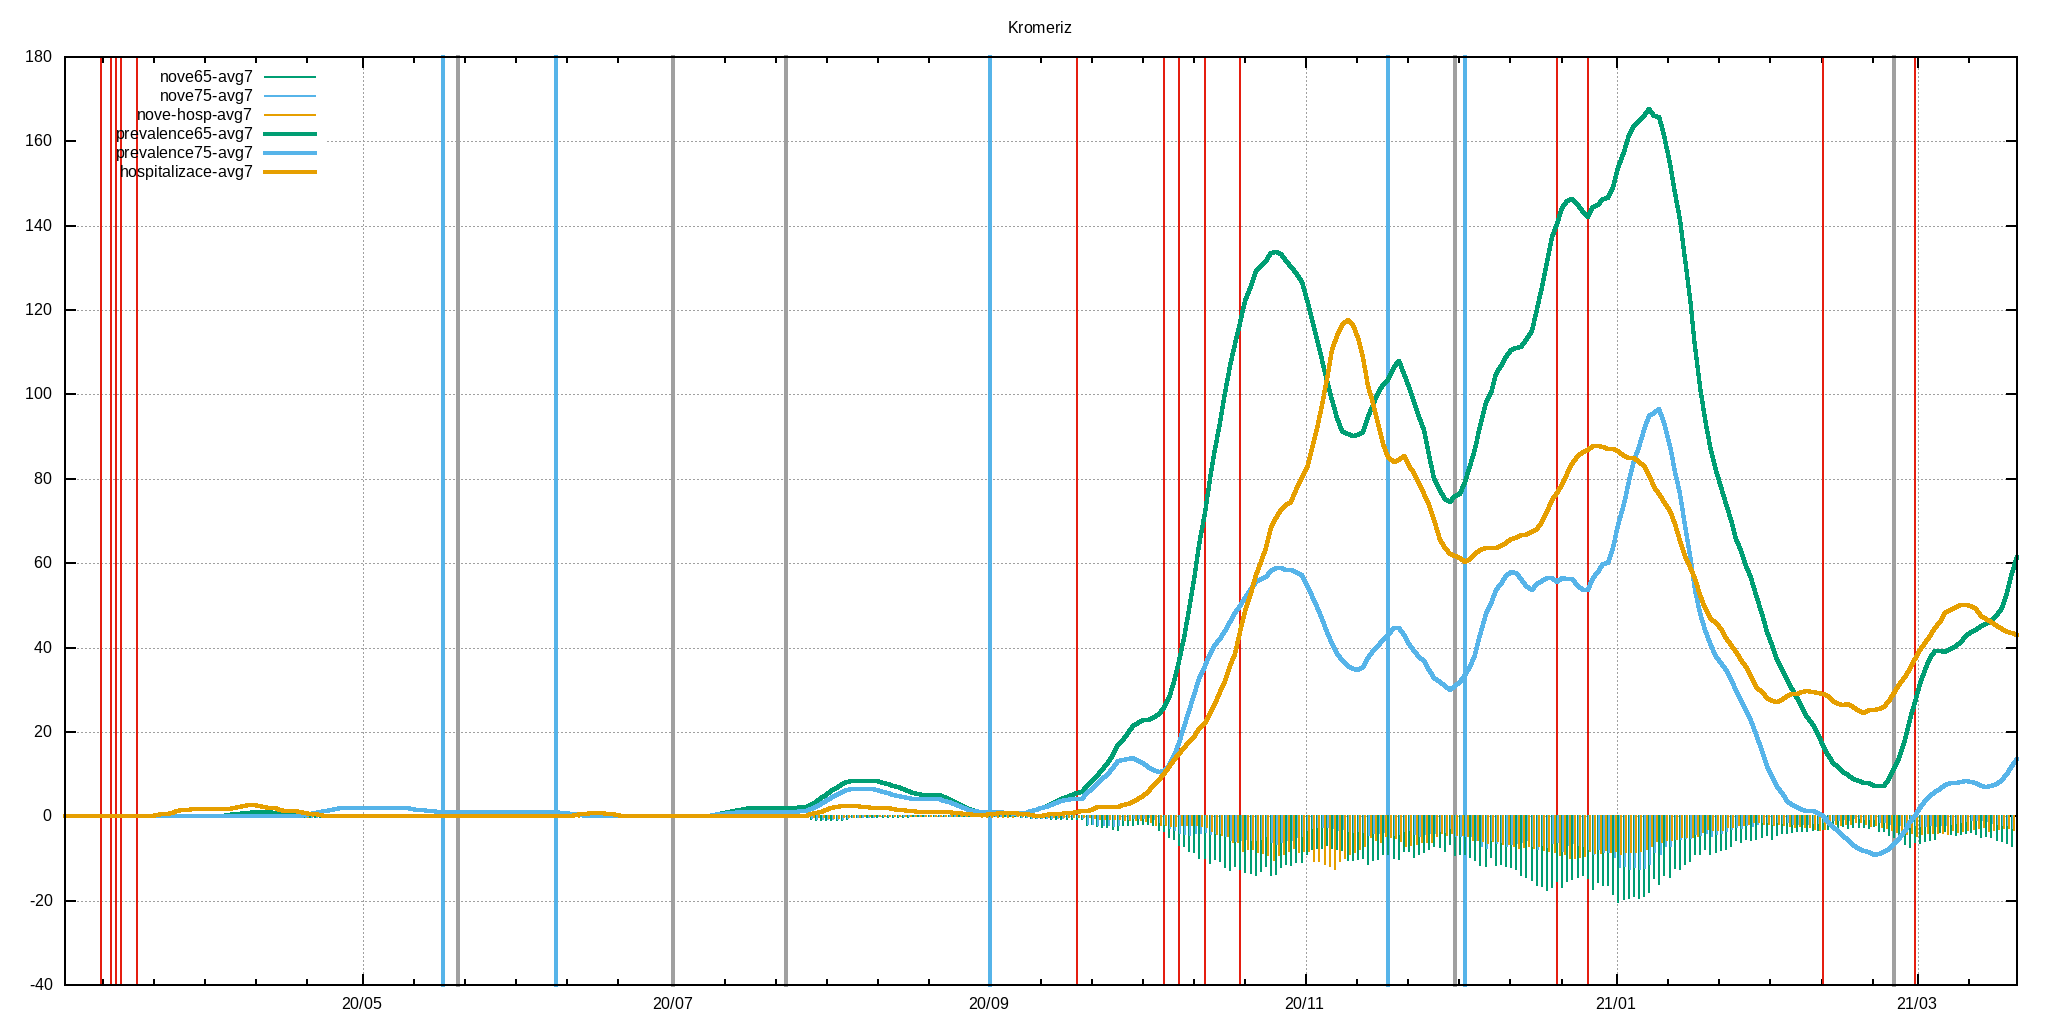 Kromeriz
180
160
140
120
100
80
60
40
20
0
-20
-40
nove65-avg7
nove75-avg7
nove-hosp-avg7
prevalence65-avg7
prevalence75-avg7
hospitalizace-avg7
20/05 20/07 20/09 20/11 21/01 21/03